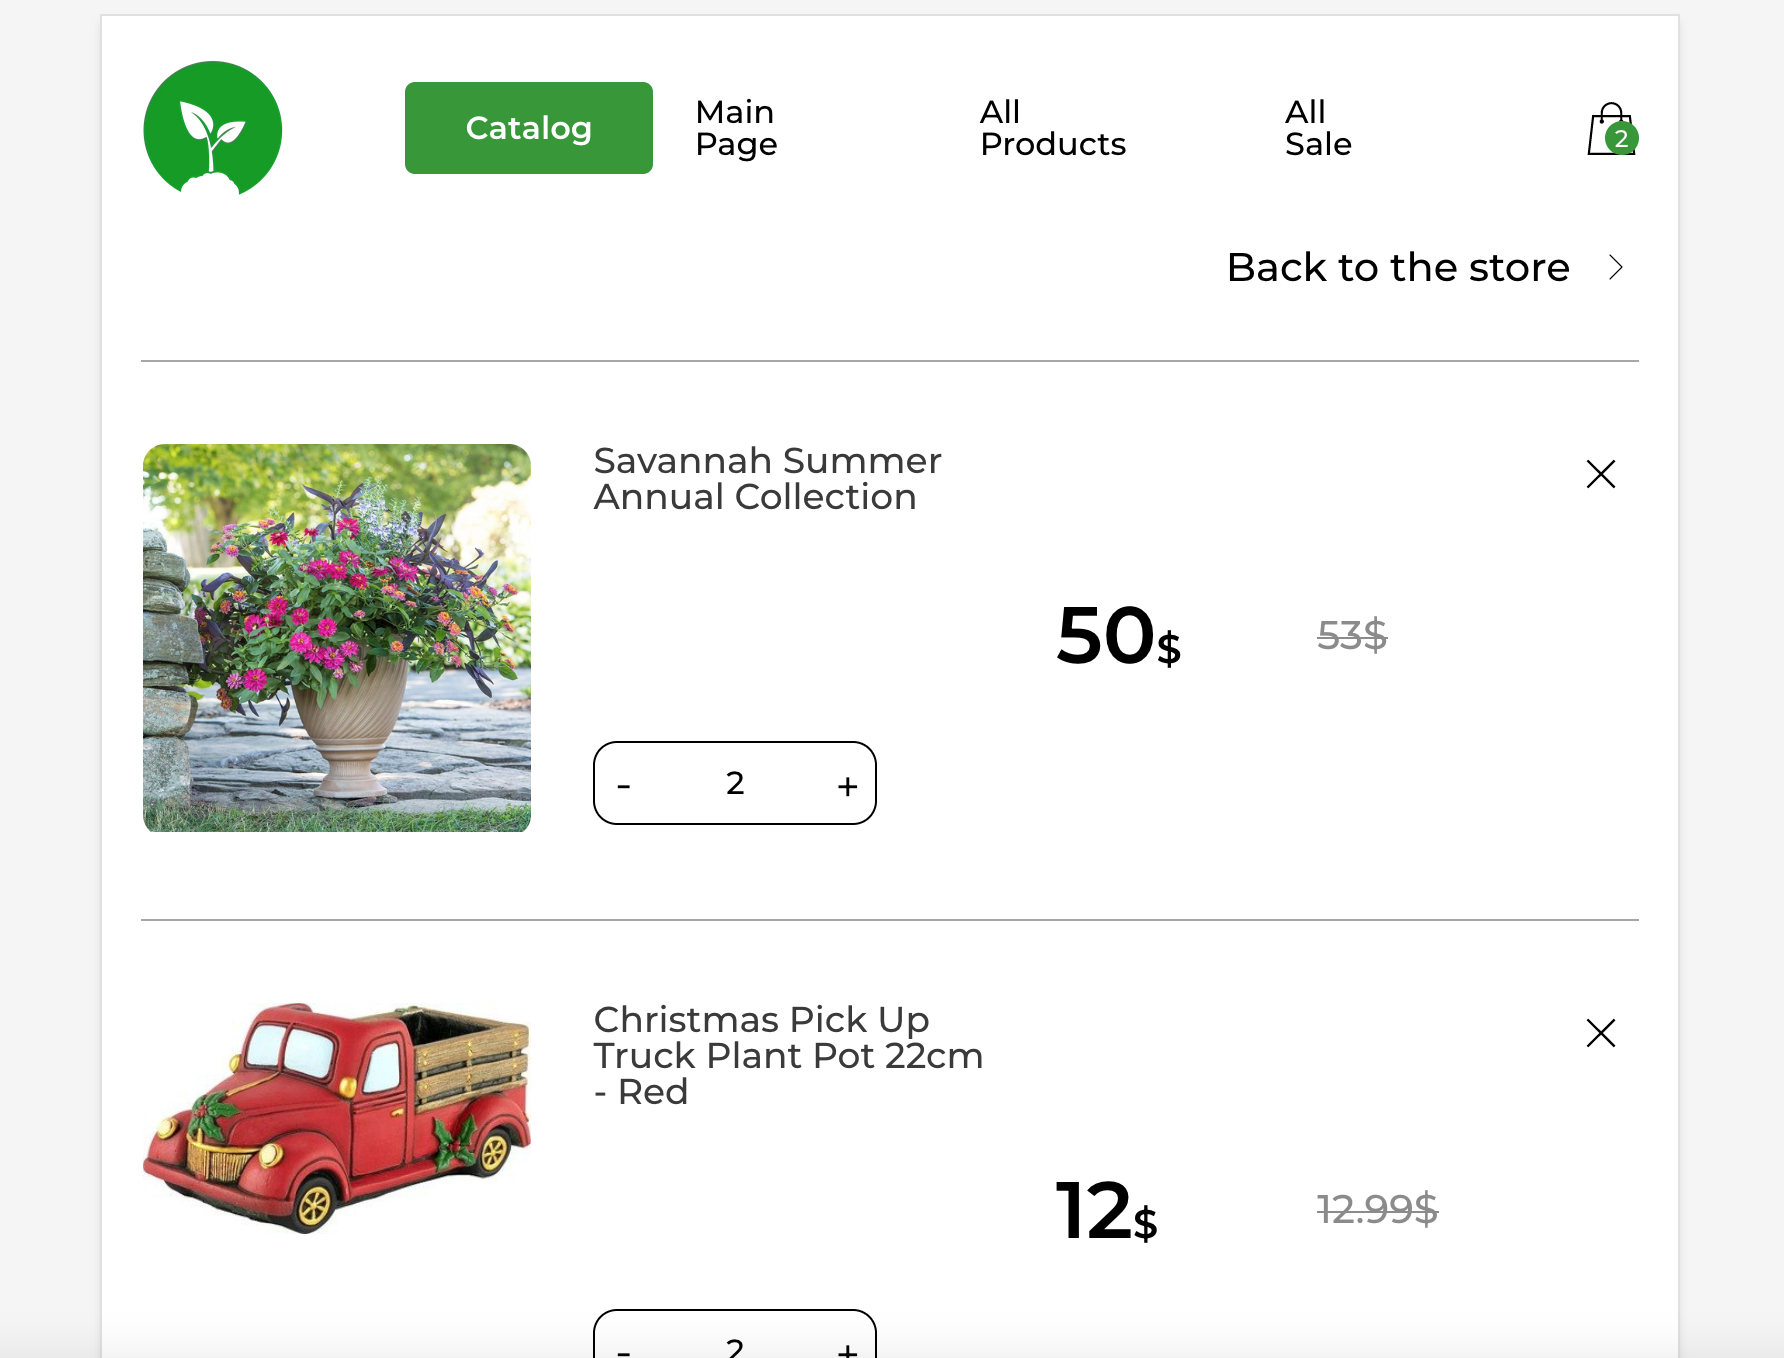 Catalog
Main
Page
All
Products
All
Sale
2
Back to the store
Savannah Summer
Annual Collection
50$
53$
- 2 +
Christmas Pick Up
Truck Plant Pot 22cm
- Red
12$
12.99$
- 2 +